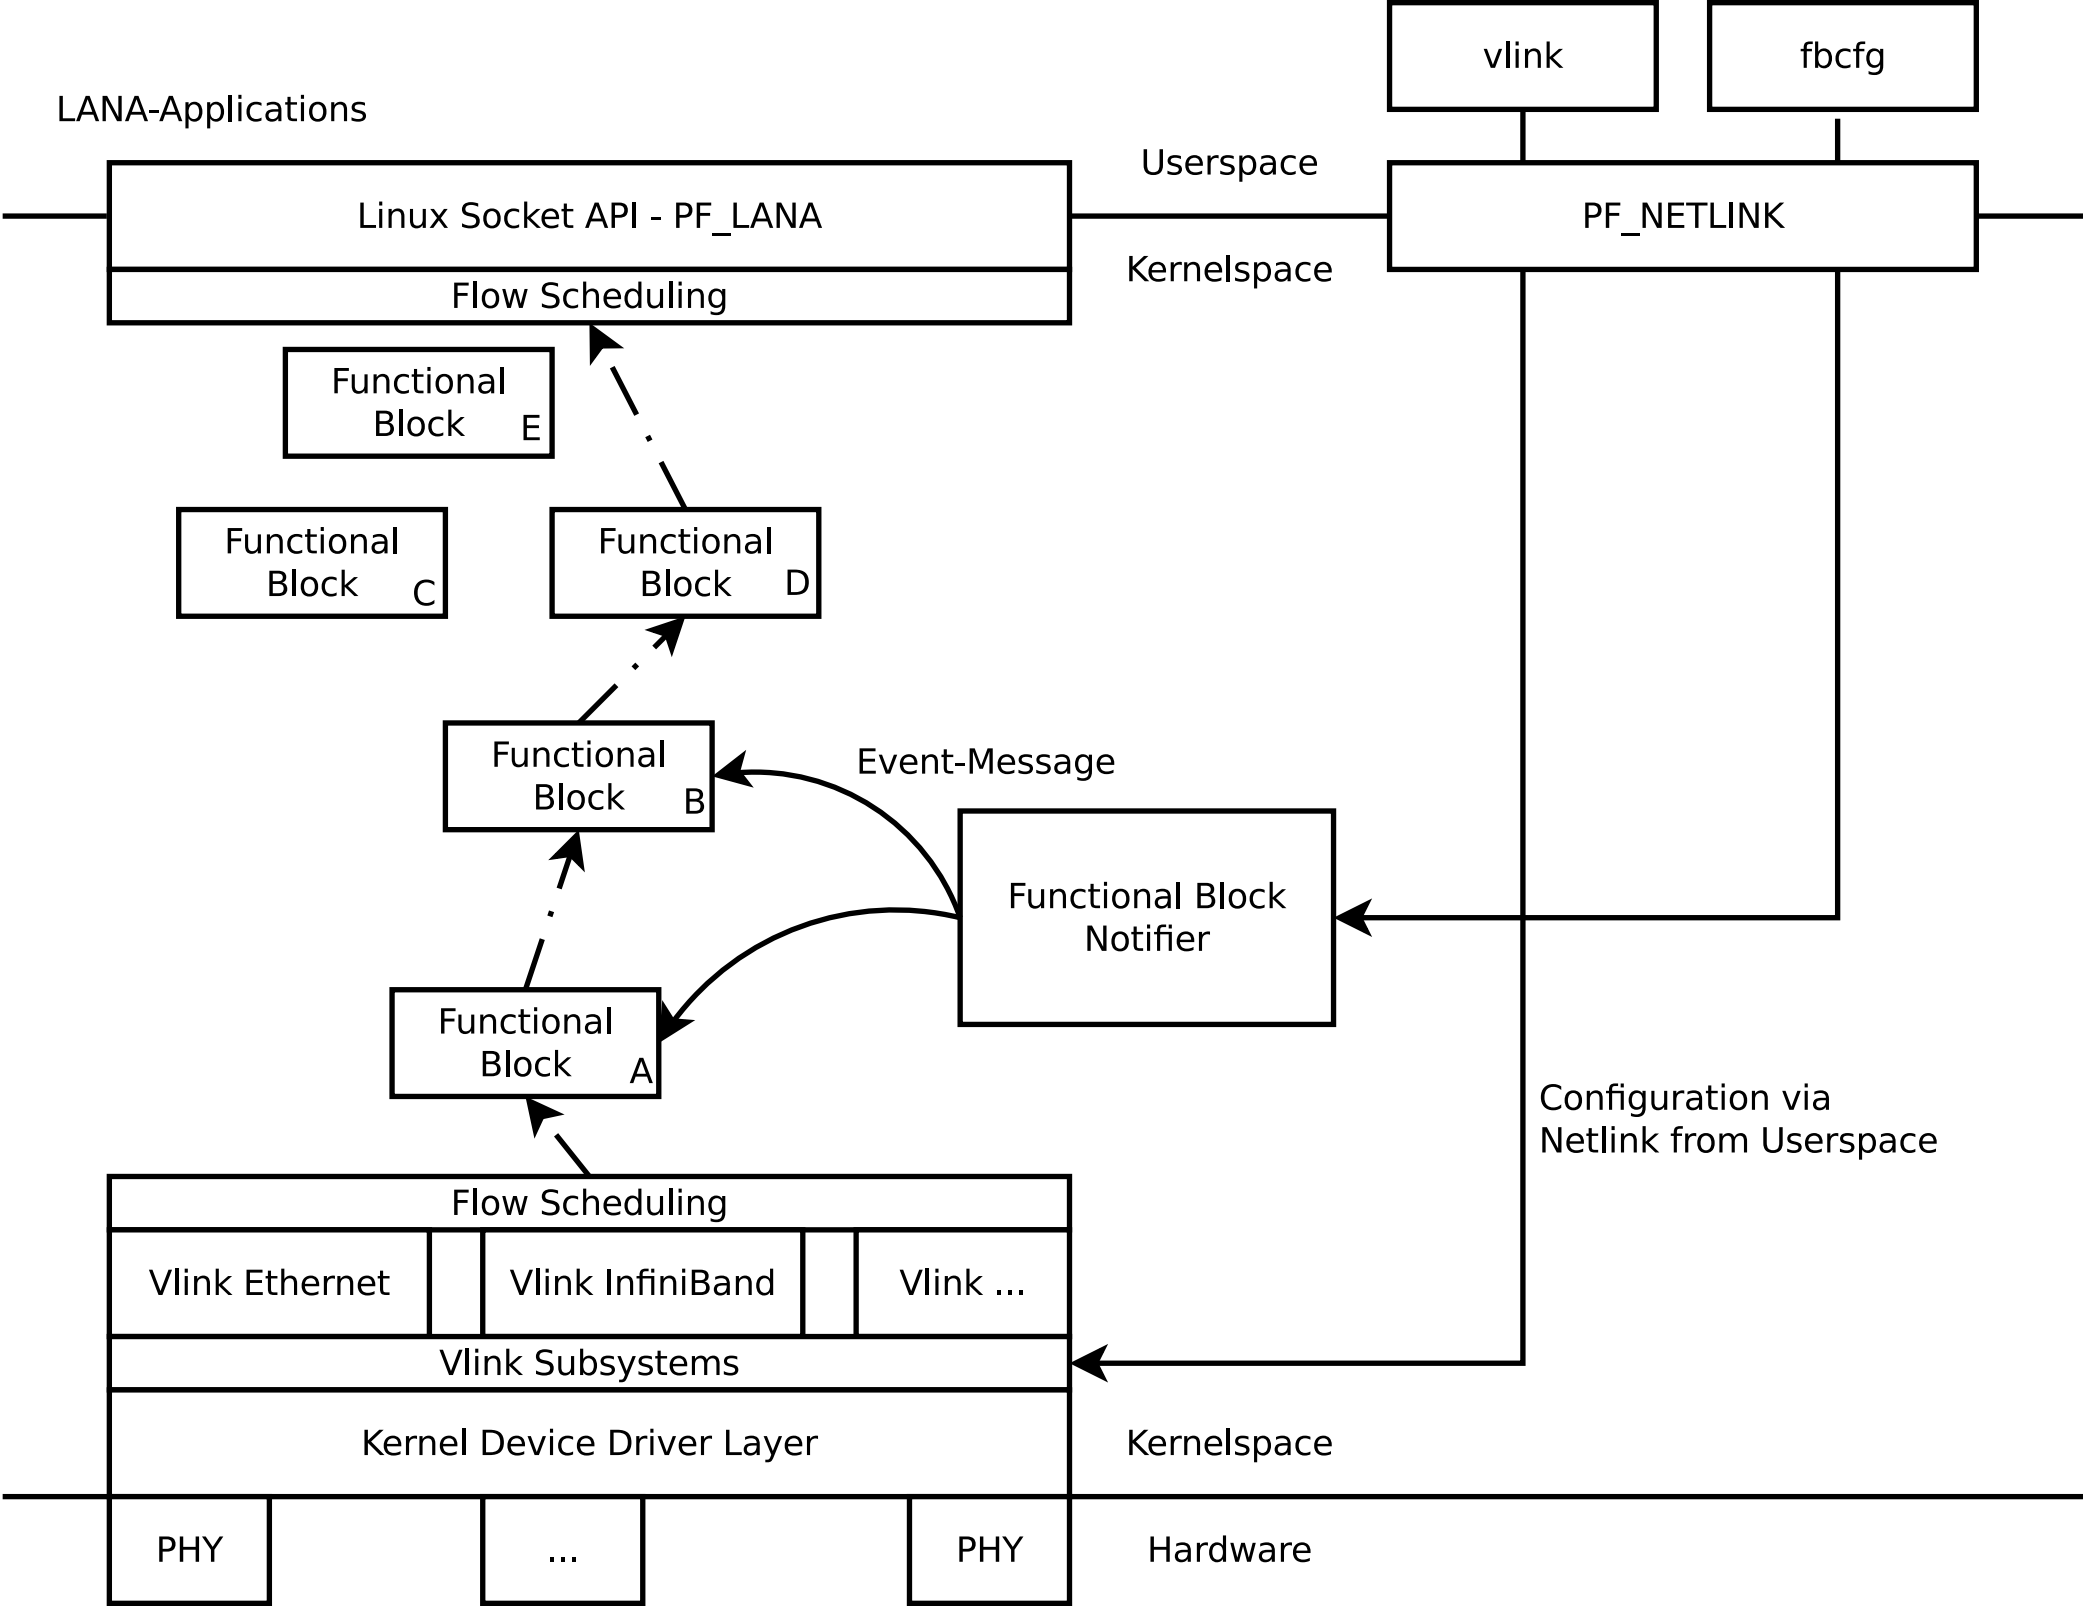 vlink
fbcfg
LANA-Applications
Userspace
Linux Socket API - PF_LANA
PF_NETLINK
Kernelspace
Flow Scheduling
Functional
Block
E
Functional
Block
C
Functional
Block
D
Functional
Block
B
Event-Message
Functional Block
Notifier
Functional
Block
A
Configuration via
Netlink from Userspace
Flow Scheduling
Vlink Ethernet
Vlink InfiniBand
Vlink ...
Vlink Subsystems
Kernel Device Driver Layer
Kernelspace
PHY
...
PHY
Hardware